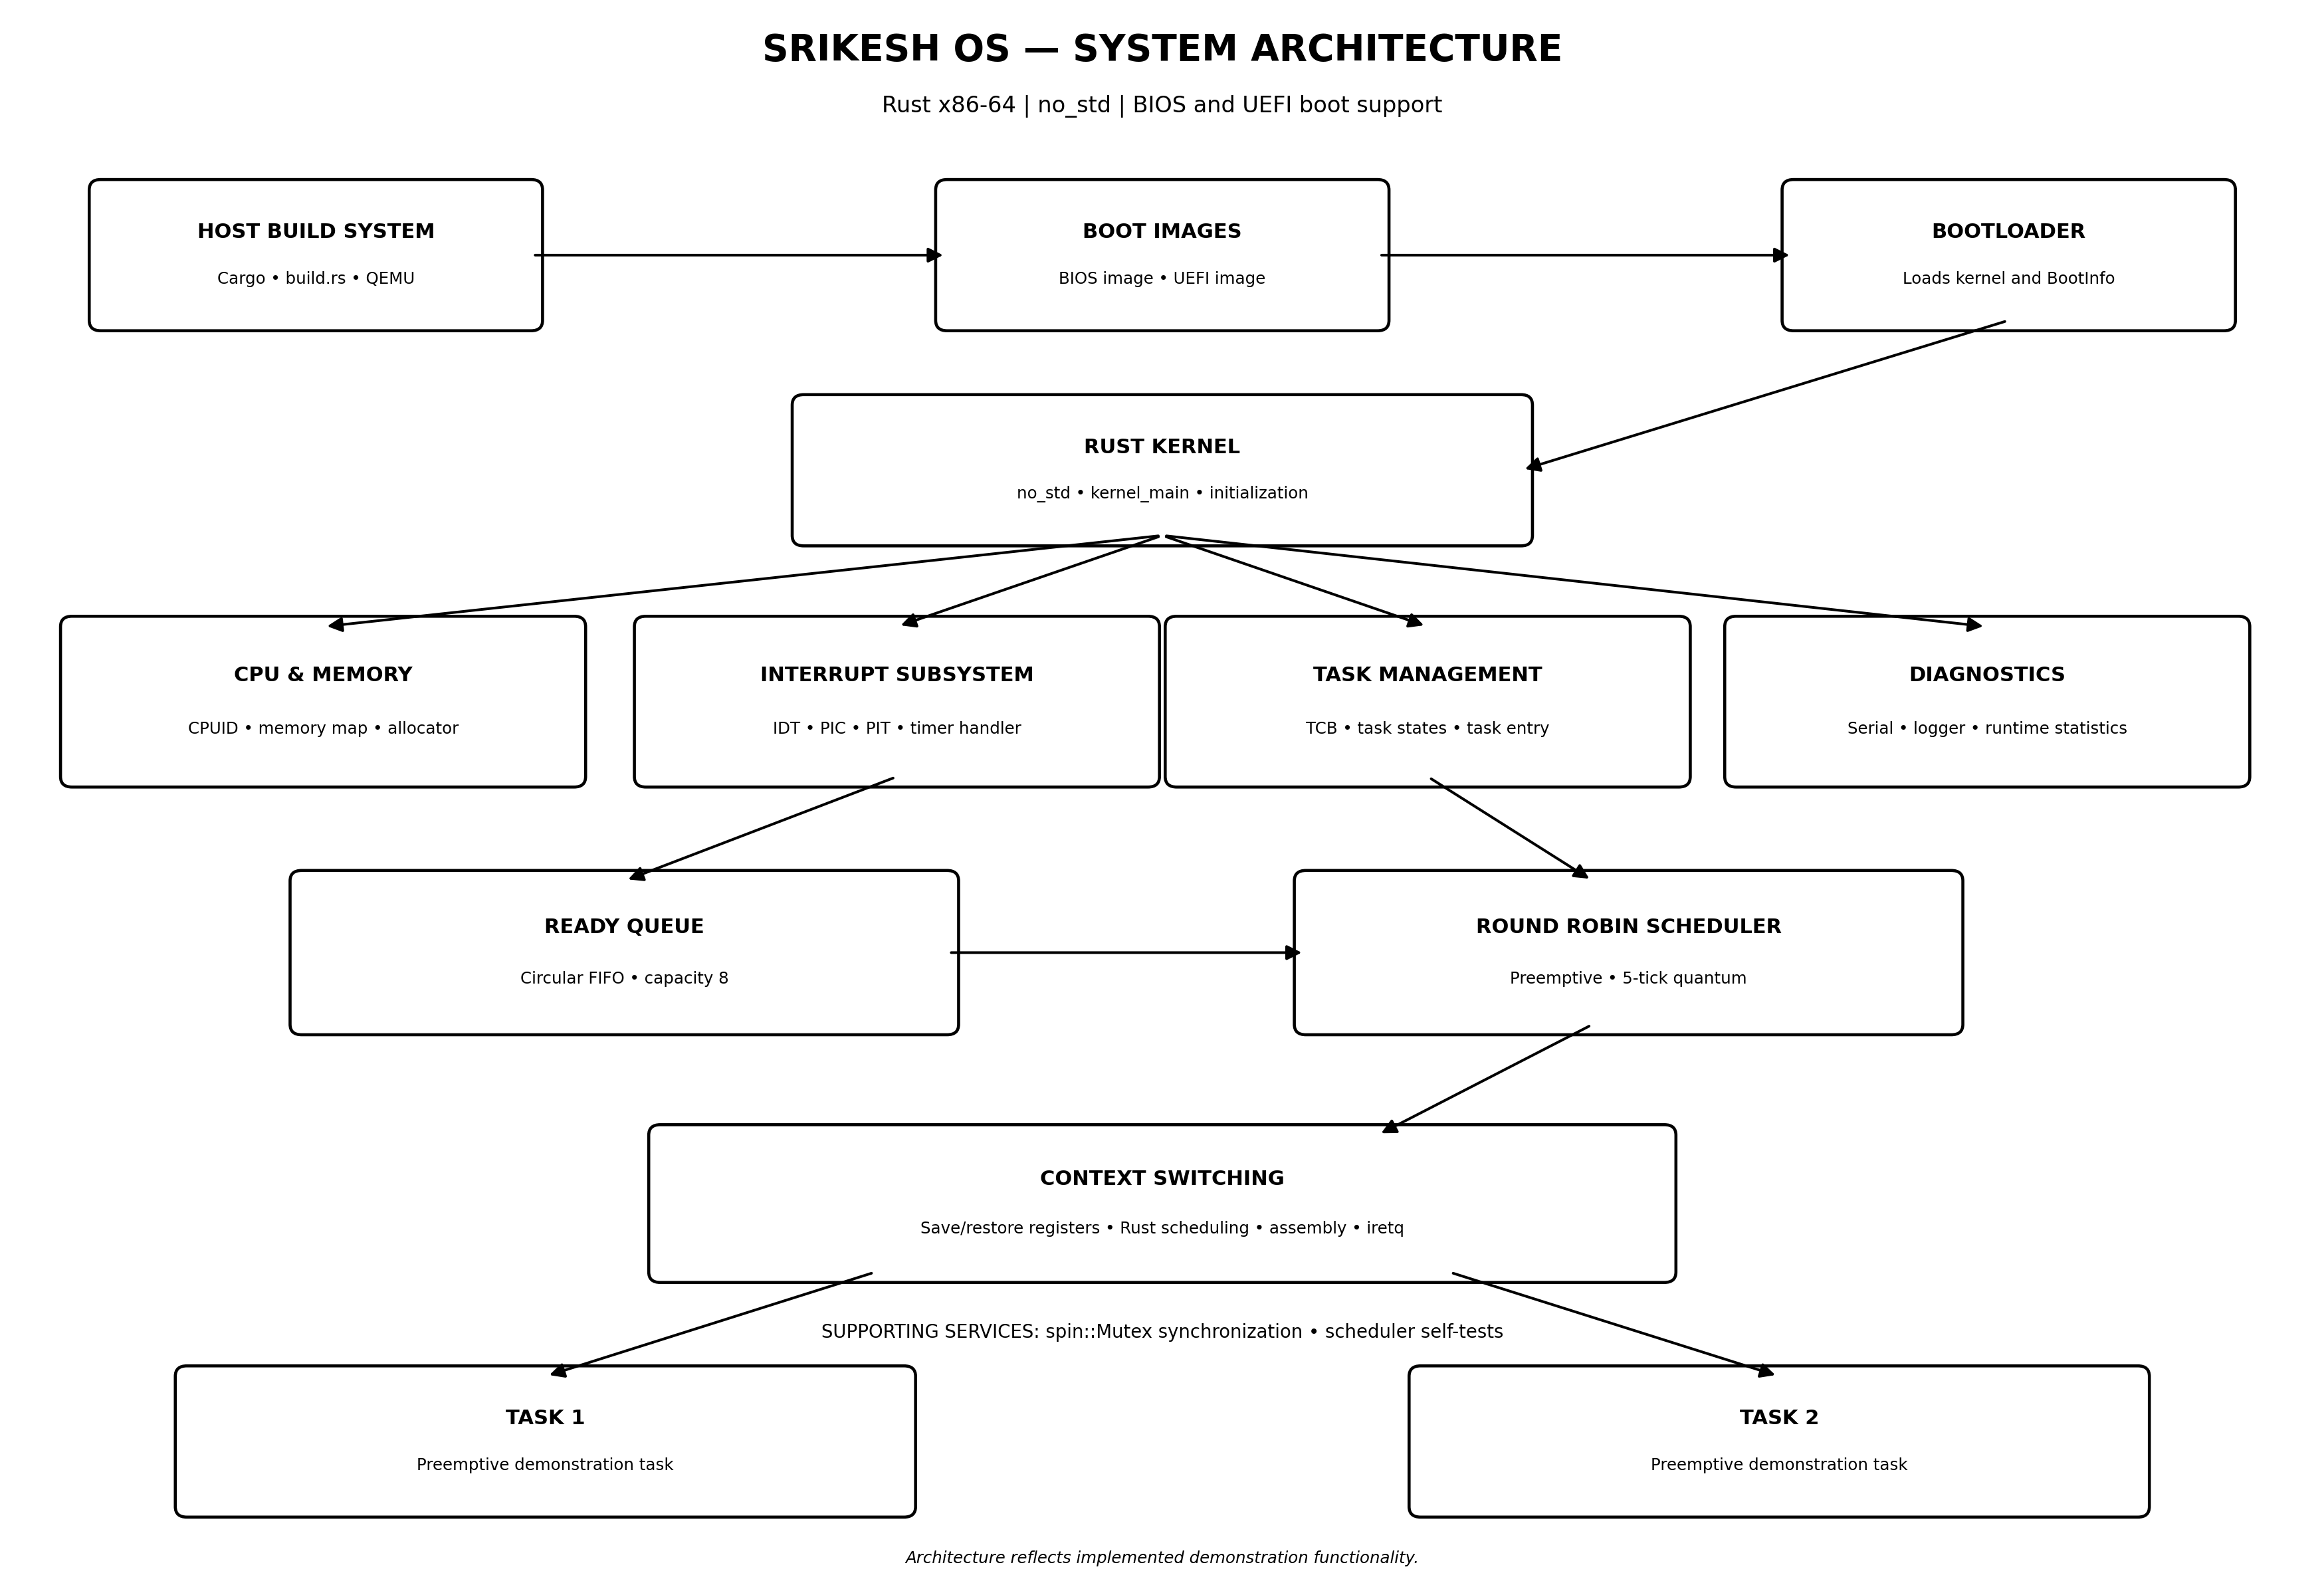 SRIKESH OS — SYSTEM ARCHITECTURE
Rust x86-64 | no_std | BIOS and UEFI boot support
HOST BUILD SYSTEM
Cargo • build.rs • QEMU
BOOT IMAGES
BIOS image • UEFI image
BOOTLOADER
Loads kernel and BootInfo
RUST KERNEL
no_std • kernel_main • initialization
CPU & MEMORY
CPUID • memory map • allocator
INTERRUPT SUBSYSTEM
IDT • PIC • PIT • timer handler
TASK MANAGEMENT
TCB • task states • task entry
DIAGNOSTICS
Serial • logger • runtime statistics
READY QUEUE
Circular FIFO • capacity 8
ROUND ROBIN SCHEDULER
Preemptive • 5-tick quantum
CONTEXT SWITCHING
Save/restore registers • Rust scheduling • assembly • iretq
SUPPORTING SERVICES: spin::Mutex synchronization • scheduler self-tests
TASK 1
Preemptive demonstration task
TASK 2
Preemptive demonstration task
Architecture reflects implemented demonstration functionality.